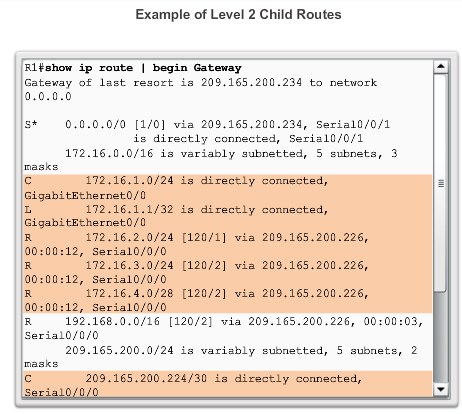 Example of Level 2 Child Routes
R1#show ip route | begin Gateway
Gateway of last resort is 209.165.200.234 to network
0.0.0.0
S* 0.0.0.0/0 [1/0] via 209.165.200.234, Serial0/0/1
is directly connected, Serial0/0/1
172.16.0.0/16 is variably subnetted, 5 subnets, 3
masks
C 172.16.1.0/24 is directly connected,
GigabitEthernet0/0
L 172.16.1.1/32 is directly connected,
GigabitEthernet0/0
R 172.16.2.0/24 [120/1] via 209.165.200.226,
00:00:12, Serial0/0/0
R 172.16.3.0/24 [120/2] via 209.165.200.226,
00:00:12, Serial0/0/0
R 172.16.4.0/28 [120/2] via 209.165.200.226,
00:00:12, Serial0/0/0
R 192.168.0.0/16 [120/2] via 209.165.200.226, 00:00:03,
Serial0/0/0
209.165.200.0/24 is variably subnetted, 5 subnets, 2
masks
C 209.165.200.224/30 is directly connected,
Serial0/0/0